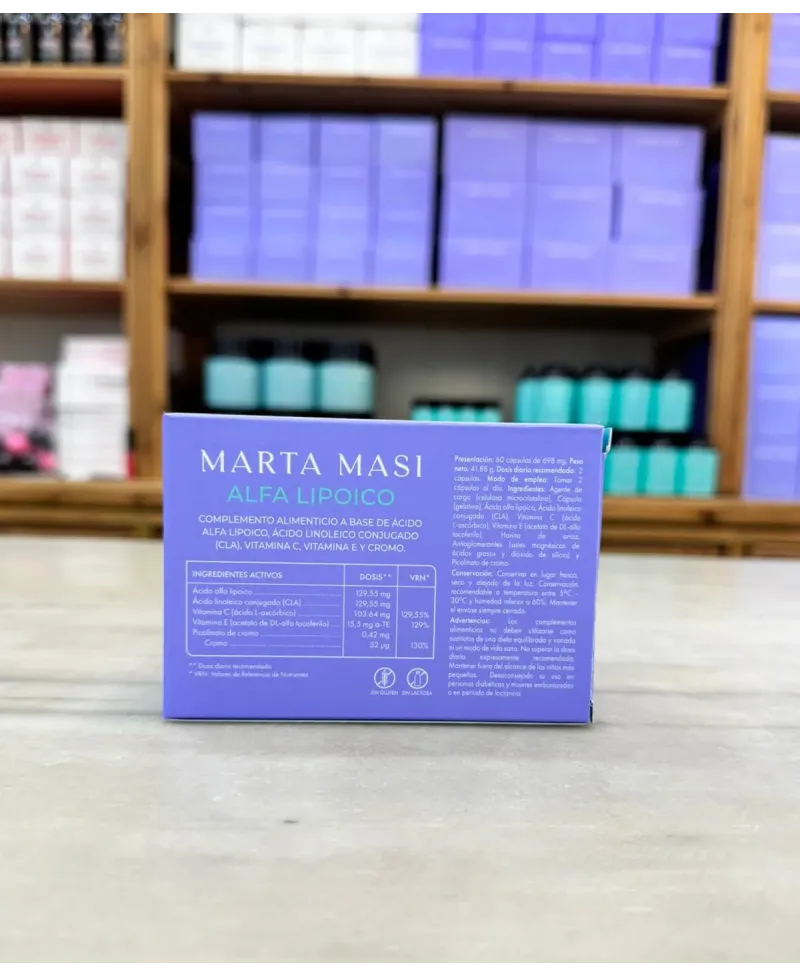 MARTA MASI
ALFA LIPOICO
COMPLEMENTO ALIMENTICIO A BASE DE ÁCIDO
ALFA LIPOICO, ÁCIDO LINOLEICO CONJUGADO
(CLA), VITAMINA C, VITAMINA E Y CROMO.
INGREDIENTES ACTIVOS DOSIS** VRN*
Ácido alfa lipoico 129,55 mg
Ácido linoleico conjugado (CLA) 129,55 mg
Vitamina C (ácido L-ascórbico) 103.64 mg 129,55%
Vitamina E (acetato de DL-alfa tocoferilo) 15,5 mg α-TE 129%
Picolinato de cromo 0,42 mg
Cromo 52 μg 130%
** Dosis diaria recomendada
* VRN: Valores de Referencia de Nutrientes
SIN GLUTEN SIN LACTOSA
Presentación: 60 cápsulas de 698 mg. Peso
neto: 41,88 g. Dosis diaria recomendada: 2
cápsulas. Modo de empleo: Tomar 2
cápsulas al día. Ingredientes: Agente de
carga (celulosa microcristalina), Cápsula
(gelatina), Ácido alfa lipoico, Ácido linoleico
conjugado (CLA), Vitamina C (ácido
L-ascórbico), Vitamina E (acetato de DL-alfa
tocoferilo), Harina de arroz,
Antiaglomerantes (sales magnésicas de
ácidos grasos y dióxido de silicio) y
Picolinato de cromo.
Conservación: Conservar en lugar fresco,
seco y alejado de la luz. Conservación
recomendable a temperatura entre 5ºC -
30ºC y humedad inferior a 60%. Mantener
el envase siempre cerrado.
Advertencias: Los complementos
alimenticios no deben utilizarse como
sustitutos de una dieta equilibrada y variada
ni un modo de vida sano. No superar la dosis
diaria expresamente recomendada.
Mantener fuera del alcance de los niños más
pequeños. Desaconsejado su uso en
personas diabéticas y mujeres embarazadas
o en período de lactancia.